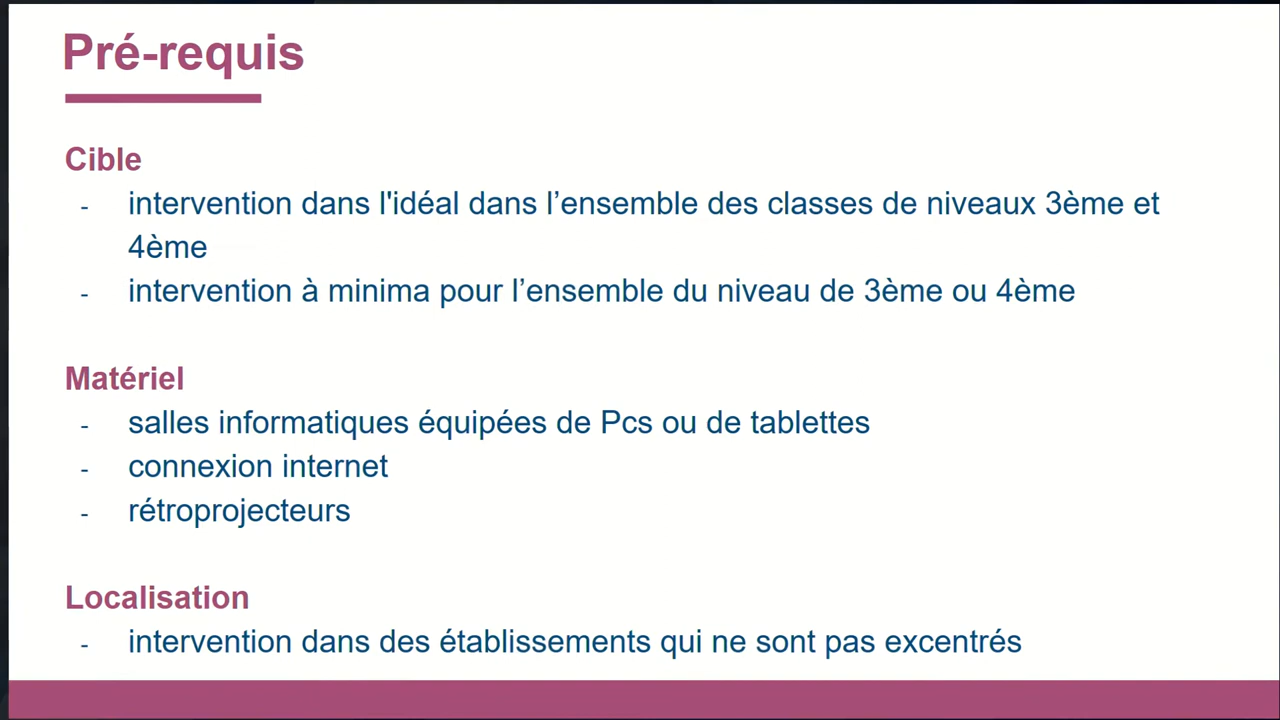 Pré-requis
Cible
- intervention dans l'idéal dans l’ensemble des classes de niveaux 3ème et
4ème
- intervention à minima pour l’ensemble du niveau de 3ème ou 4ème
Matériel
- salles informatiques équipées de Pcs ou de tablettes
- connexion internet
- rétroprojecteurs
Localisation
- intervention dans des établissements qui ne sont pas excentrés